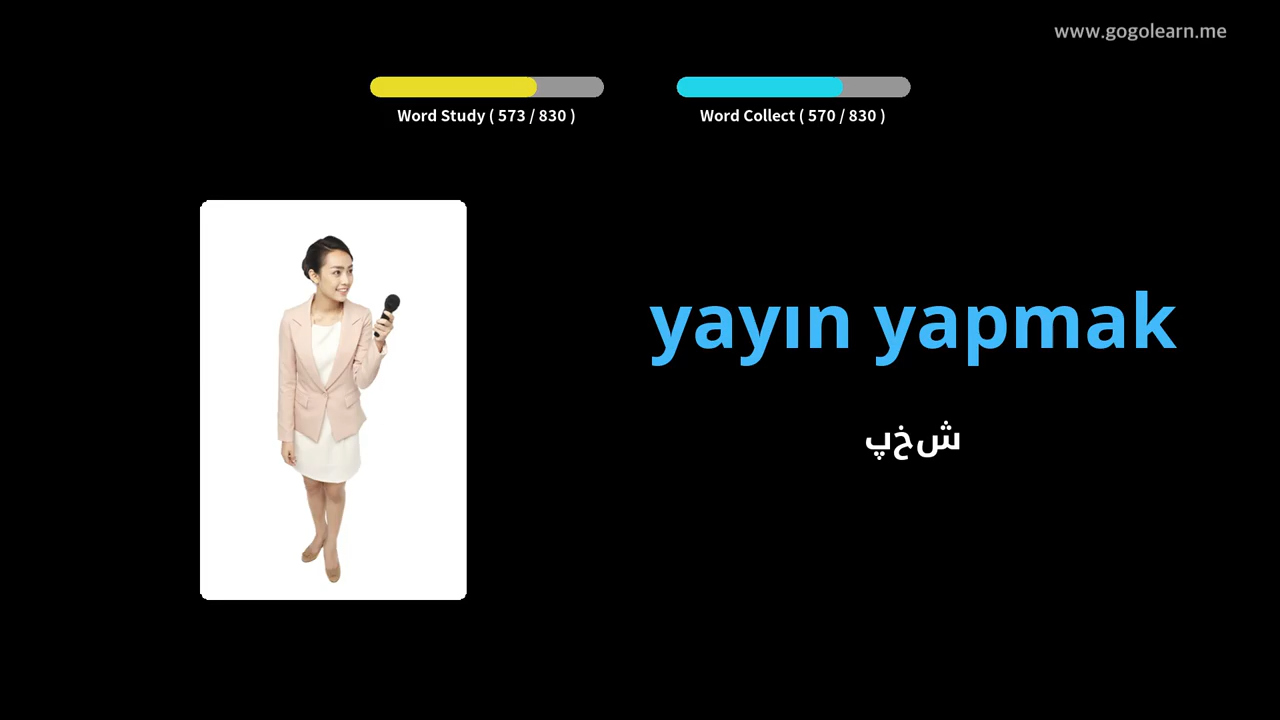 www.gogolearn.me
Word Study ( 573 / 830 )
Word Collect ( 570 / 830 )
yayın yapmak
شخپ